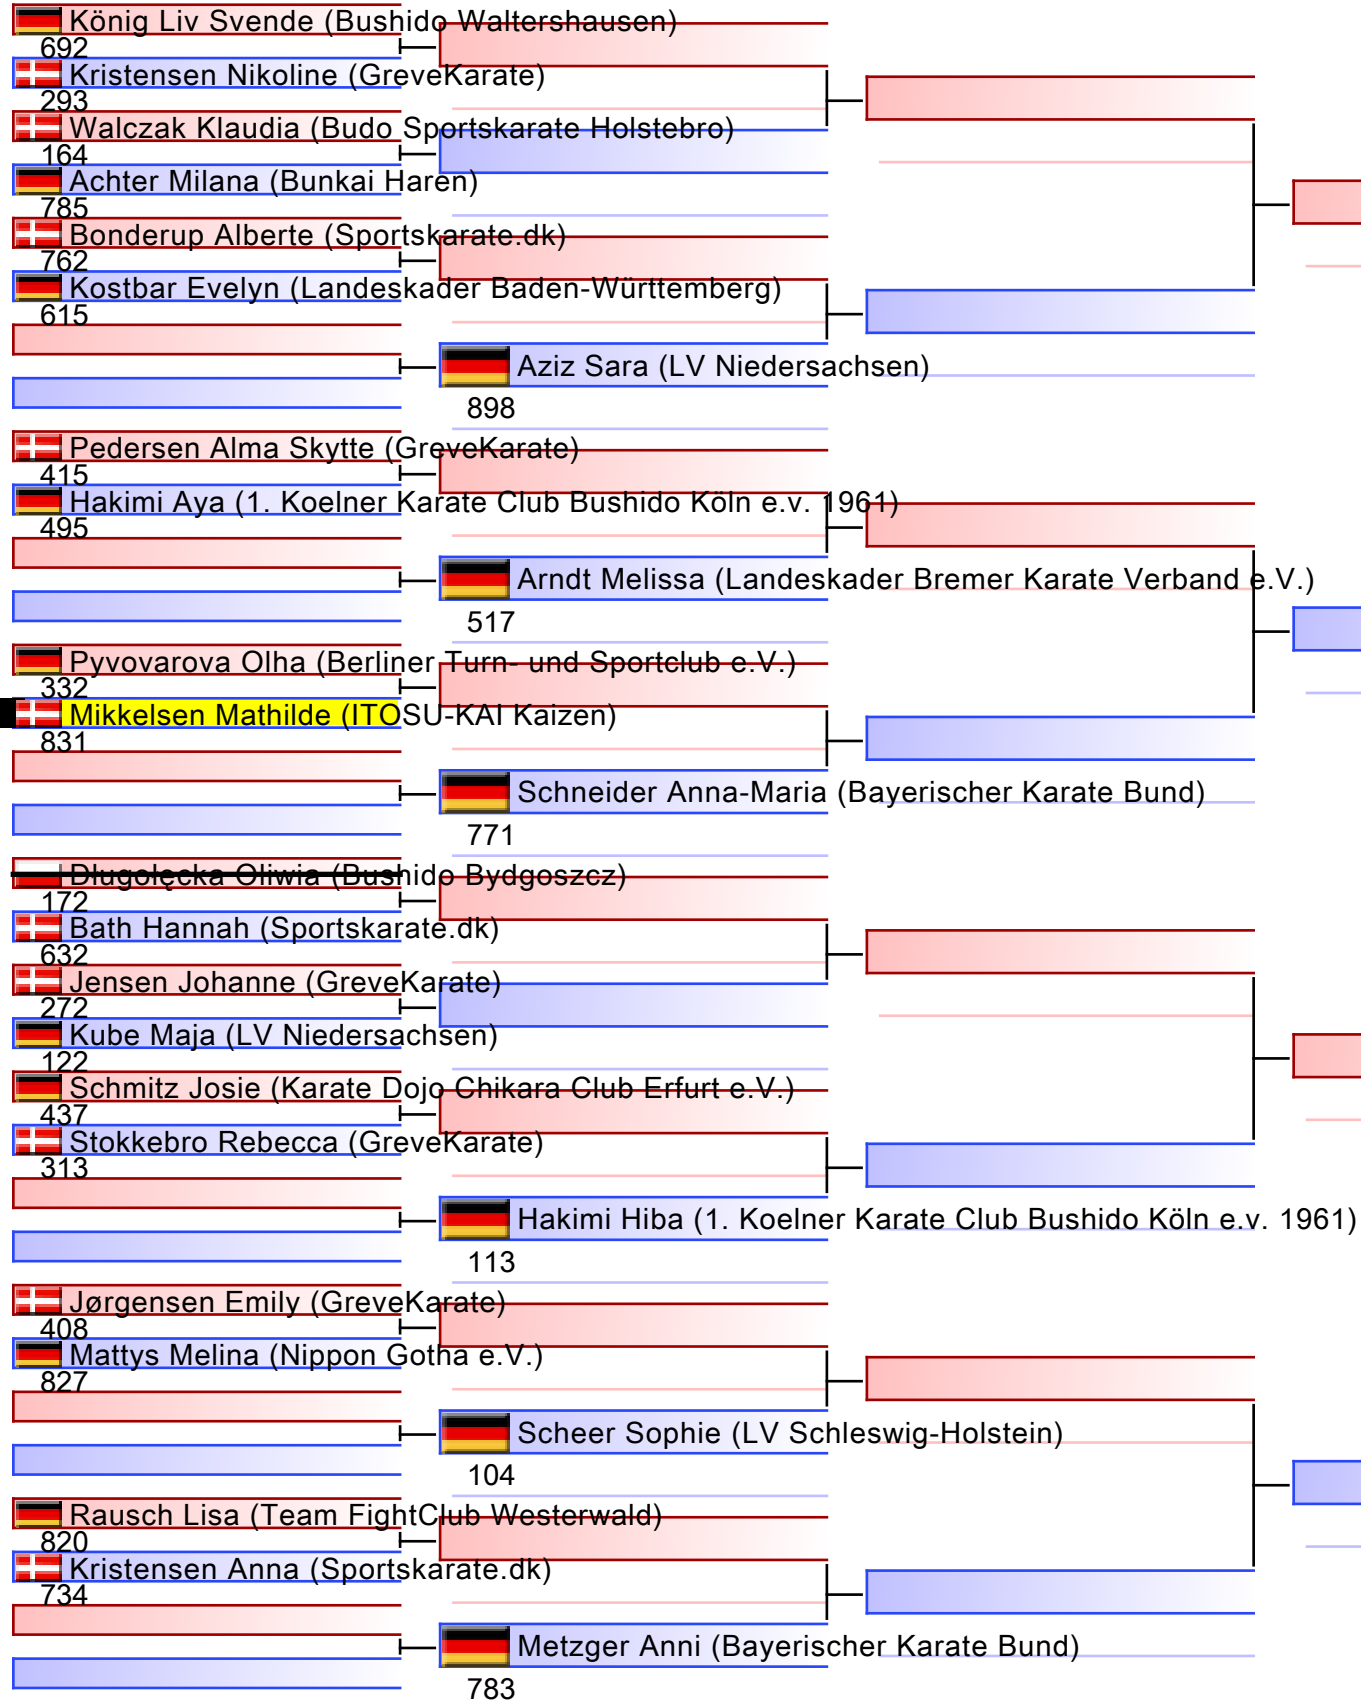 König Liv Svende (Bushido Waltershausen)
692
Kristensen Nikoline (GreveKarate)
293
Walczak Klaudia (Budo Sportskarate Holstebro)
164
Achter Milana (Bunkai Haren)
785
Bonderup Alberte (Sportskarate.dk)
762
Kostbar Evelyn (Landeskader Baden-Württemberg)
615
Aziz Sara (LV Niedersachsen)
898
Pedersen Alma Skytte (GreveKarate)
415
Hakimi Aya (1. Koelner Karate Club Bushido Köln e.v. 1961)
495
Arndt Melissa (Landeskader Bremer Karate Verband e.V.)
517
Pyvovarova Olha (Berliner Turn- und Sportclub e.V.)
332
Mikkelsen Mathilde (ITOSU-KAI Kaizen)
831
Schneider Anna-Maria (Bayerischer Karate Bund)
771
Długołęcka Oliwia (Bushido Bydgoszcz)
172
Bath Hannah (Sportskarate.dk)
632
Jensen Johanne (GreveKarate)
272
Kube Maja (LV Niedersachsen)
122
Schmitz Josie (Karate Dojo Chikara Club Erfurt e.V.)
437
Stokkebro Rebecca (GreveKarate)
313
Hakimi Hiba (1. Koelner Karate Club Bushido Köln e.v. 1961)
113
Jørgensen Emily (GreveKarate)
408
Mattys Melina (Nippon Gotha e.V.)
827
Scheer Sophie (LV Schleswig-Holstein)
104
Rausch Lisa (Team FightClub Westerwald)
820
Kristensen Anna (Sportskarate.dk)
734
Metzger Anni (Bayerischer Karate Bund)
783